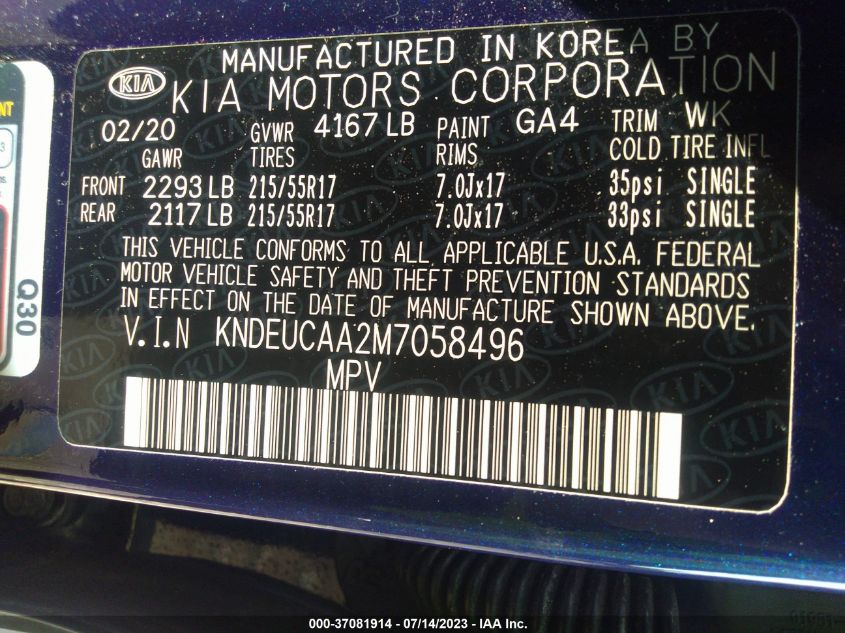 MANUFACTURED IN KOREA BY
KIA KIA MOTORS CORPORATION
02/20 GVWR 4167 LB PAINT GA4 TRIM WK
GAWR TIRES RIMS COLD TIRE INFL
FRONT 2293 LB 215/55R17 7.0Jx17 35psi SINGLE
REAR 2117 LB 215/55R17 7.0Jx17 33psi SINGLE
THIS VEHICLE CONFORMS TO ALL APPLICABLE U.S.A. FEDERAL
MOTOR VEHICLE SAFETY AND THEFT PREVENTION STANDARDS
IN EFFECT ON THE DATE OF MANUFACTURE SHOWN ABOVE.
V.I.N KNDEUCAA2M7058496
MPV
Q30
000-37081914 - 07/14/2023 - IAA Inc.